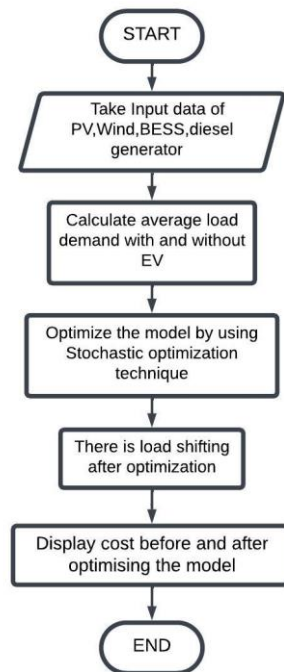 START
Take Input data of
PV,Wind,BESS,diesel
generator
Calculate average load
demand with and without
EV
Optimize the model by using
Stochastic optimization
technique
There is load shifting
after optimization
Display cost before and after
optimising the model
END